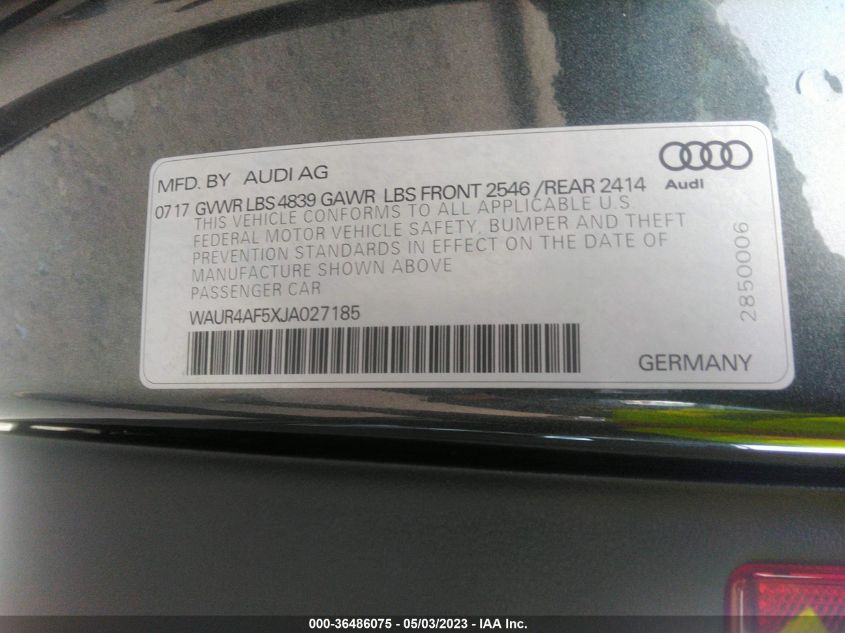 MFD. BY AUDI AG
Audi
07 17 GVWR LBS 4839 GAWR LBS FRONT 2546 /REAR 2414
THIS VEHICLE CONFORMS TO ALL APPLICABLE U.S.
FEDERAL MOTOR VEHICLE SAFETY, BUMPER AND THEFT
PREVENTION STANDARDS IN EFFECT ON THE DATE OF
MANUFACTURE SHOWN ABOVE
PASSENGER CAR
WAUR4AF5XJA027185
2850006
GERMANY
000-36486075 - 05/03/2023 - IAA Inc.